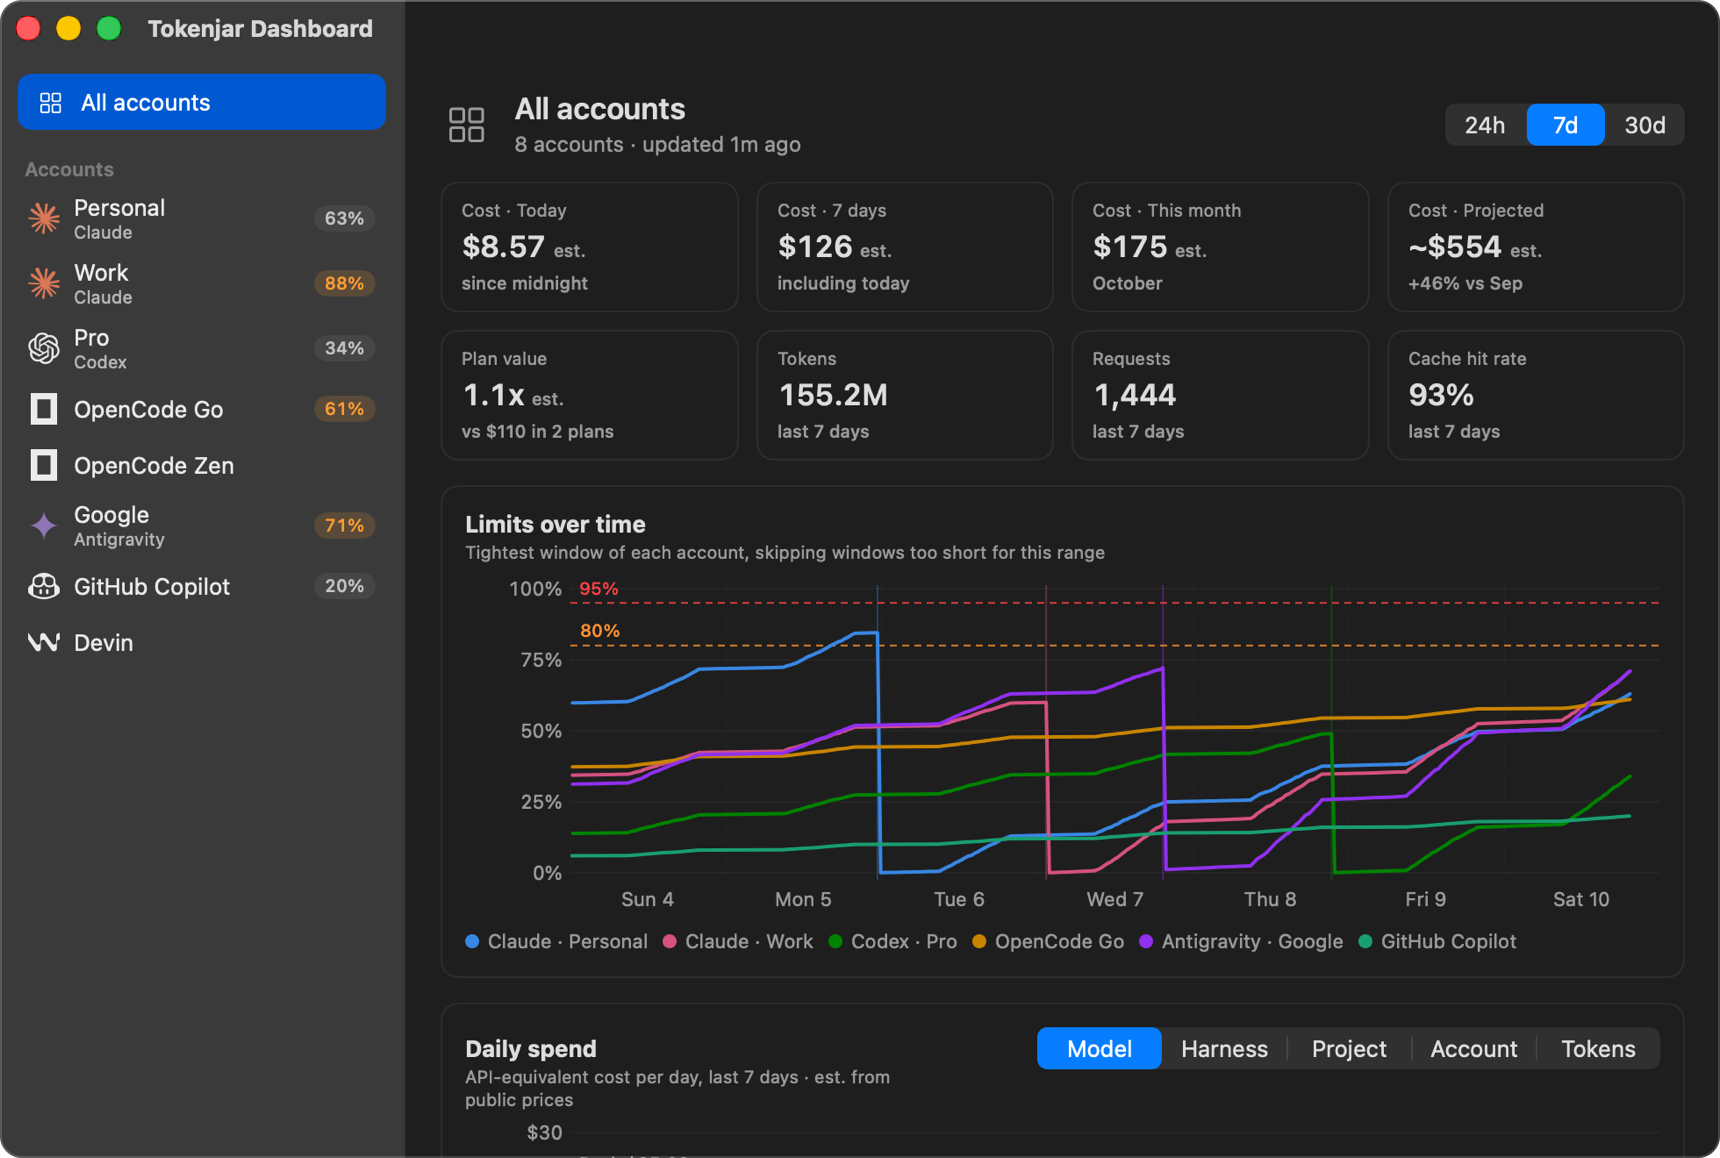 Tokenjar Dashboard
All accounts
Accounts
Personal
Claude
63%
Work
Claude
88%
Pro
Codex
34%
OpenCode Go
61%
OpenCode Zen
Google
Antigravity
71%
GitHub Copilot
20%
Devin
All accounts
8 accounts · updated 1m ago
24h 7d 30d
Cost · Today
$8.57 est.
since midnight
Cost · 7 days
$126 est.
including today
Cost · This month
$175 est.
October
Cost · Projected
~$554 est.
+46% vs Sep
Plan value
1.1x est.
vs $110 in 2 plans
Tokens
155.2M
last 7 days
Requests
1,444
last 7 days
Cache hit rate
93%
last 7 days
Limits over time
Tightest window of each account, skipping windows too short for this range
100%
95%
80%
75%
50%
25%
0%
Sun 4 Mon 5 Tue 6 Wed 7 Thu 8 Fri 9 Sat 10
Claude · Personal Claude · Work Codex · Pro OpenCode Go Antigravity · Google GitHub Copilot
Daily spend
Model Harness Project Account Tokens
API-equivalent cost per day, last 7 days · est. from
public prices
$30